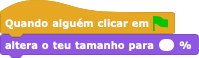 Quando alguém clicar em
altera o teu tamanho para %